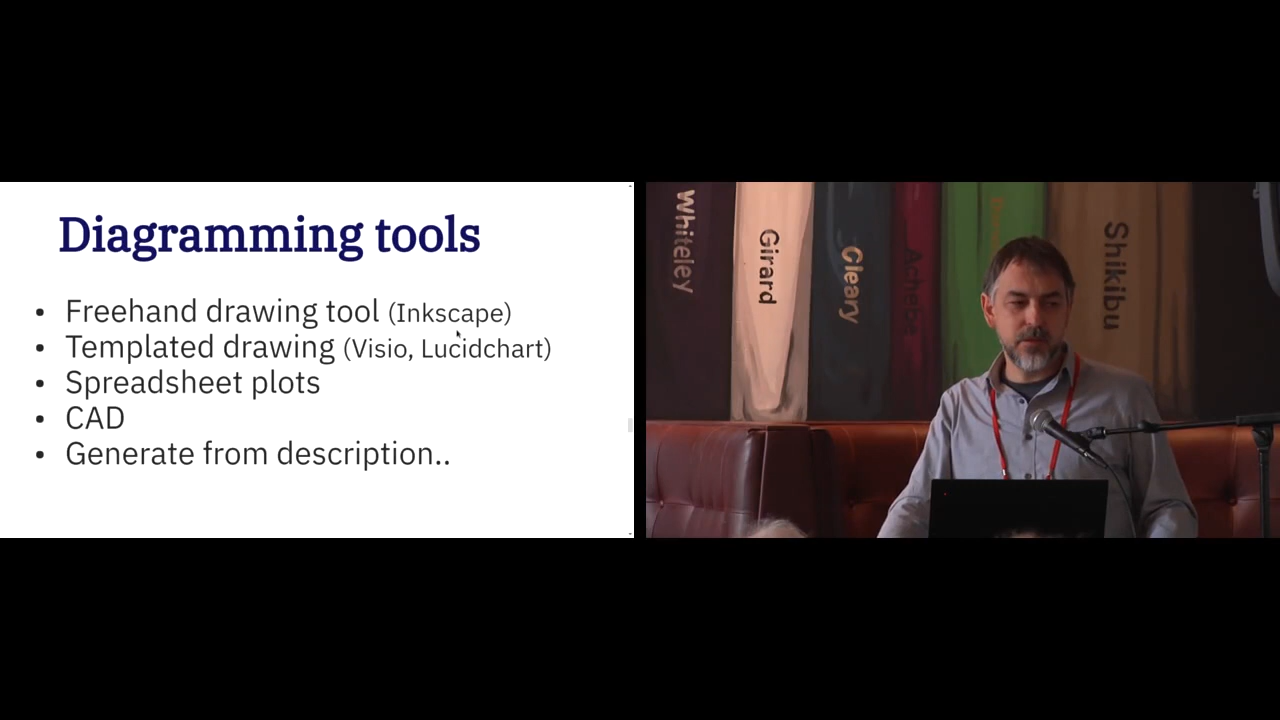 Diagramming tools
• Freehand drawing tool (Inkscape)
• Templated drawing (Visio, Lucidchart)
• Spreadsheet plots
• CAD
• Generate from description..
Whiteley
Girard
Cleary
Achebe
Shikibu